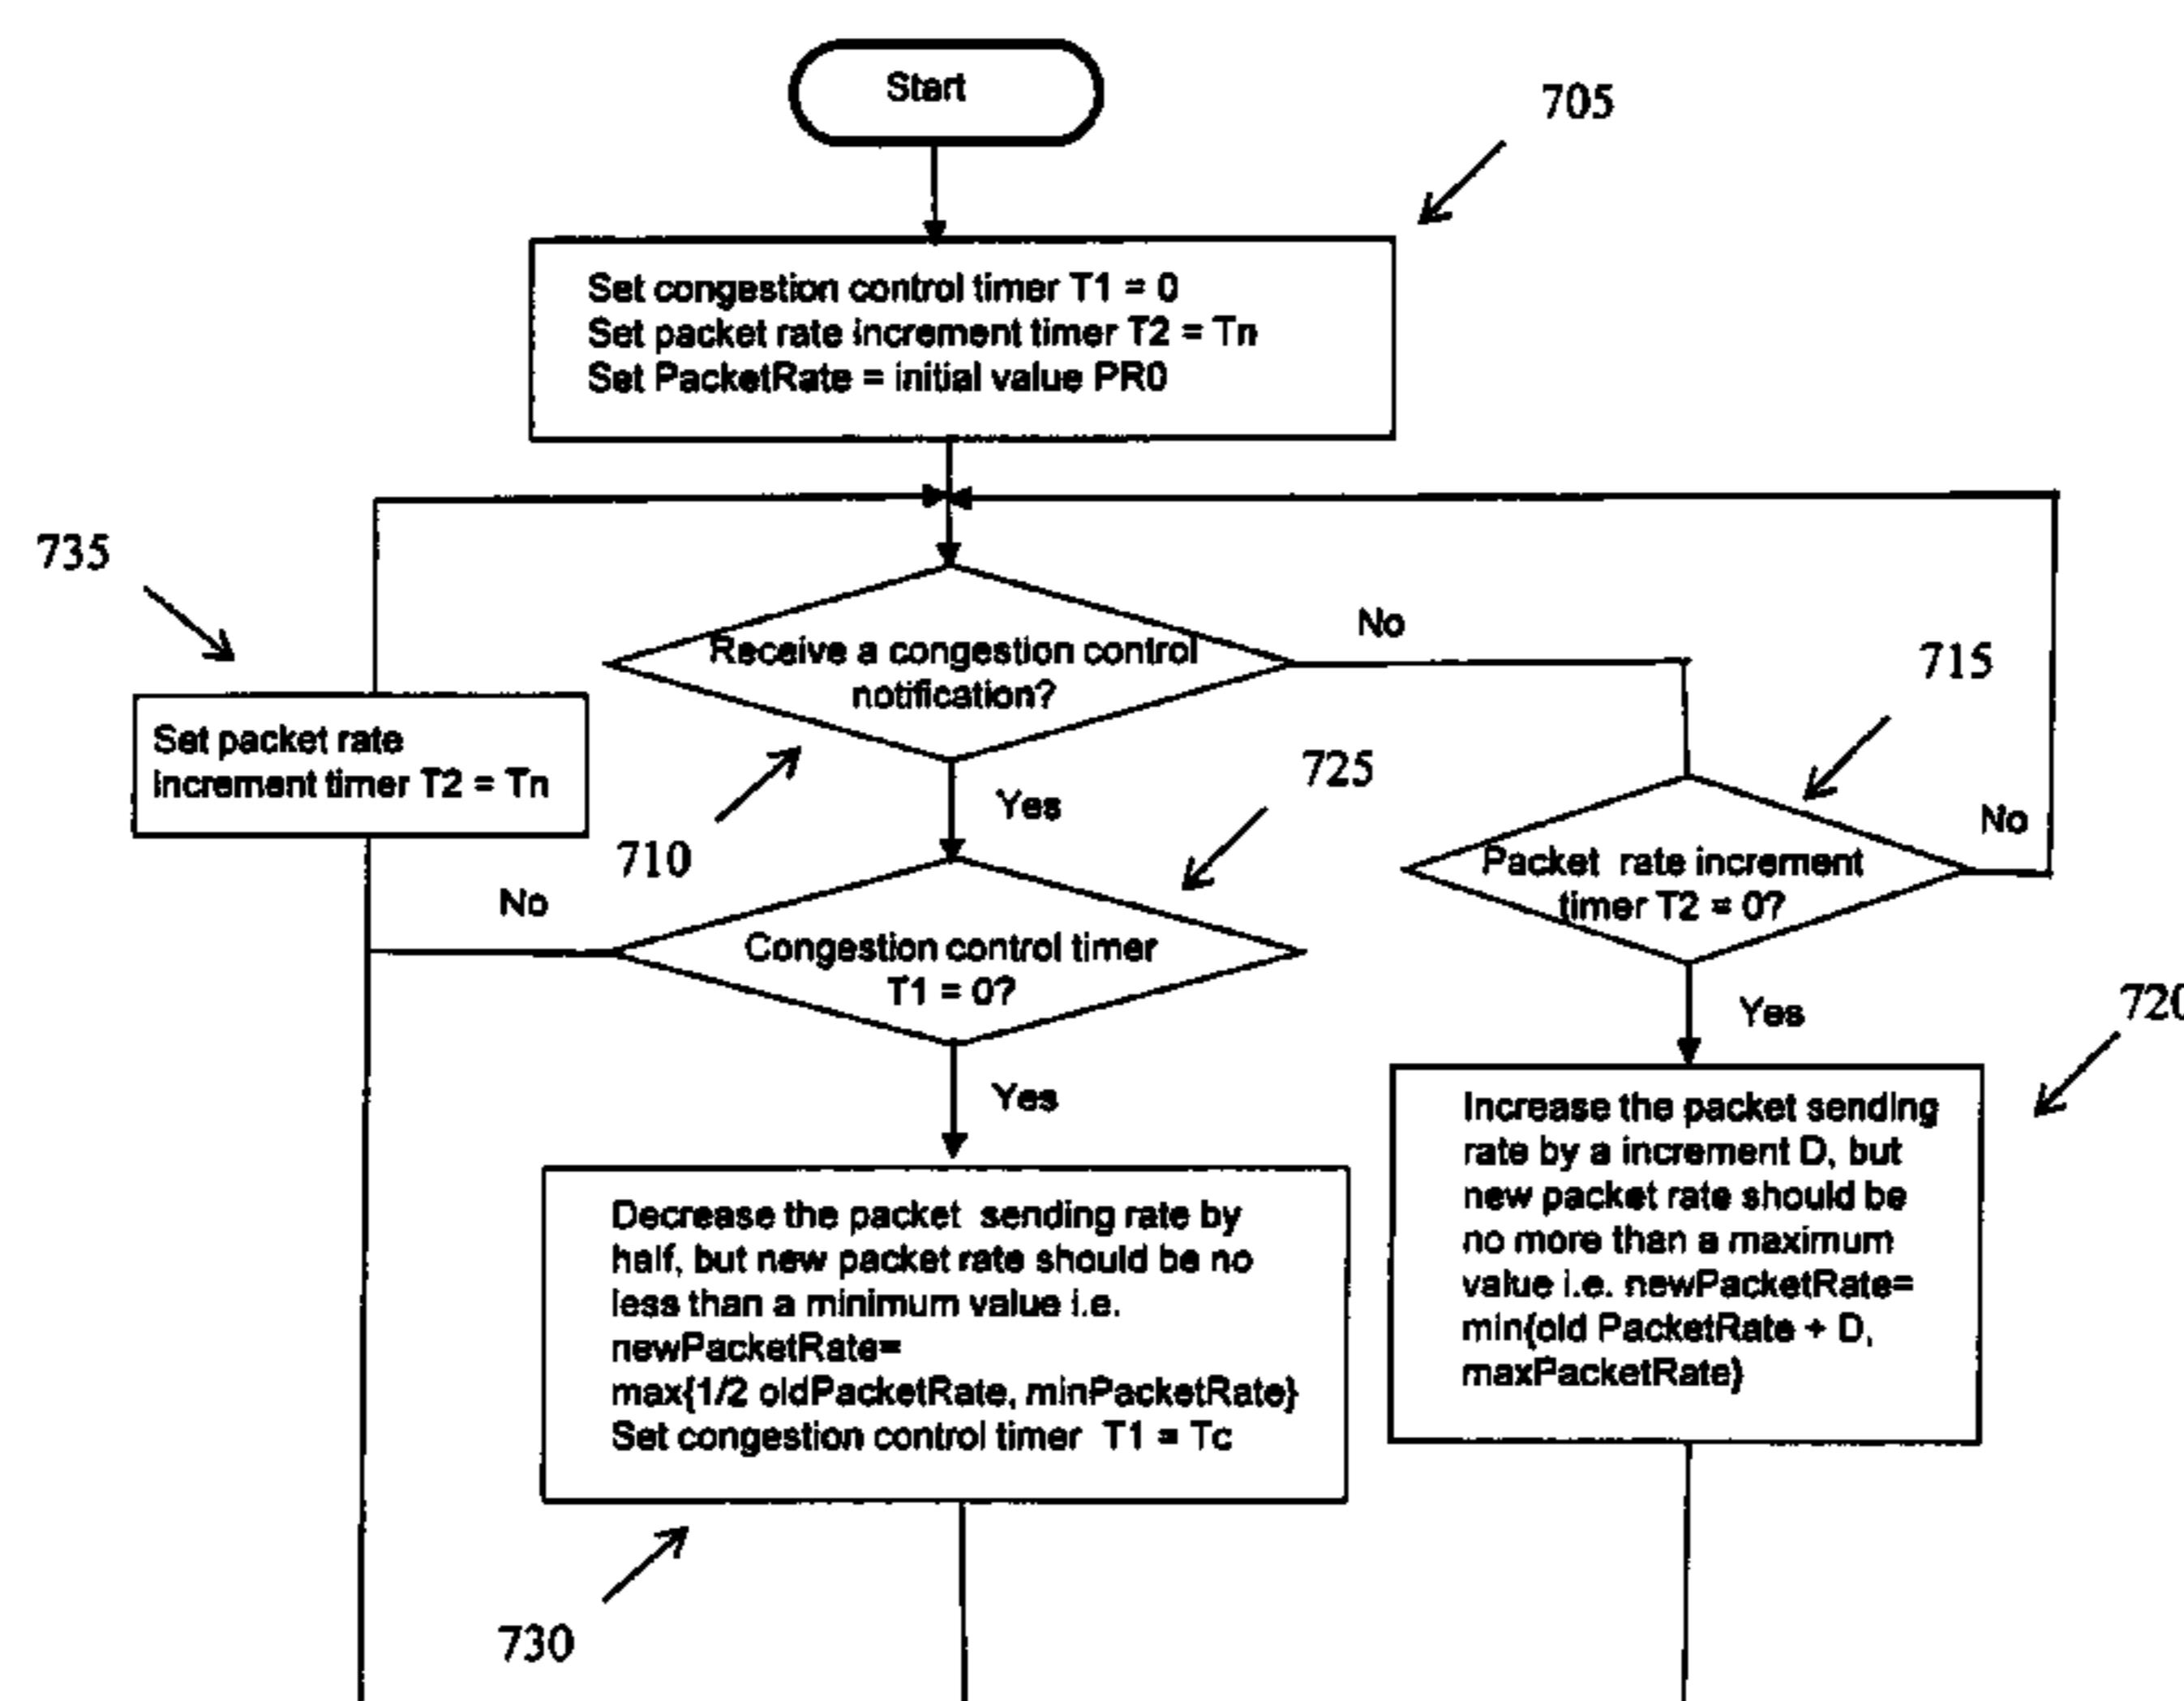 Start
705
Set congestion control timer T1 = 0
Set packet rate increment timer T2 = Tn
Set PacketRate = initial value PR0
735
Receive a congestion control
notification?
No
715
Set packet rate
increment timer T2 = Tn
710
Yes
725
Packet rate increment
timer T2 = 0?
No
No
Congestion control timer
T1 = 0?
Yes
720
Yes
Decrease the packet sending rate by
half, but new packet rate should be no
less than a minimum value i.e.
newPacketRate=
max{1/2 oldPacketRate, minPacketRate}
Set congestion control timer T1 = Tc
Increase the packet sending
rate by a increment D, but
new packet rate should be
no more than a maximum
value i.e. newPacketRate=
min{old PacketRate + D,
maxPacketRate}
730